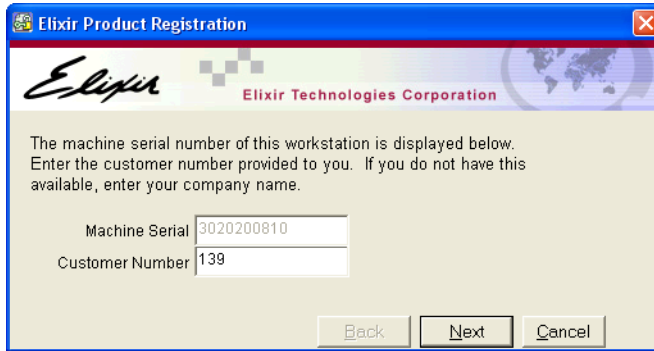 Elixir Product Registration
Elixir
Elixir Technologies Corporation
The machine serial number of this workstation is displayed below.
Enter the customer number provided to you.  If you do not have this
available, enter your company name.
Machine Serial 3020200810
Customer Number 139
Back Next Cancel